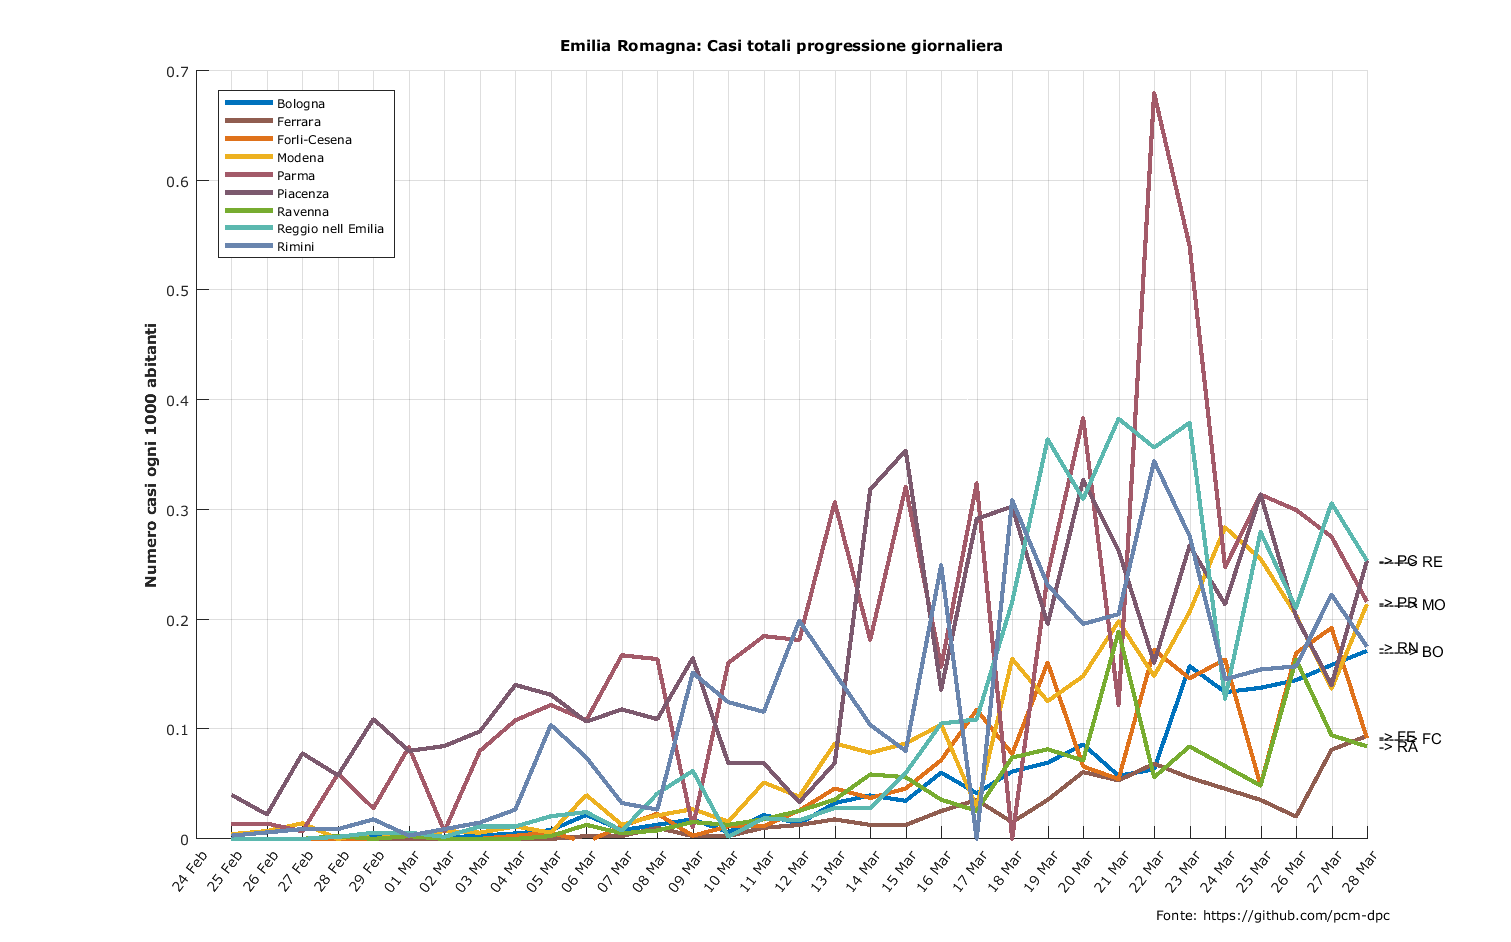 Emilia Romagna: Casi totali progressione giornaliera
Numero casi ogni 1000 abitanti
0.7
0.6
0.5
0.4
0.3
0.2
0.1
0
Bologna
Ferrara
Forli-Cesena
Modena
Parma
Piacenza
Ravenna
Reggio nell Emilia
Rimini
-> PC
RE
-> PR
MO
-> RN
BO
-> FE
FC
-> RA
24 Feb
25 Feb
26 Feb
27 Feb
28 Feb
29 Feb
01 Mar
02 Mar
03 Mar
04 Mar
05 Mar
06 Mar
07 Mar
08 Mar
09 Mar
10 Mar
11 Mar
12 Mar
13 Mar
14 Mar
15 Mar
16 Mar
17 Mar
18 Mar
19 Mar
20 Mar
21 Mar
22 Mar
23 Mar
24 Mar
25 Mar
26 Mar
27 Mar
28 Mar
Fonte: https://github.com/pcm-dpc